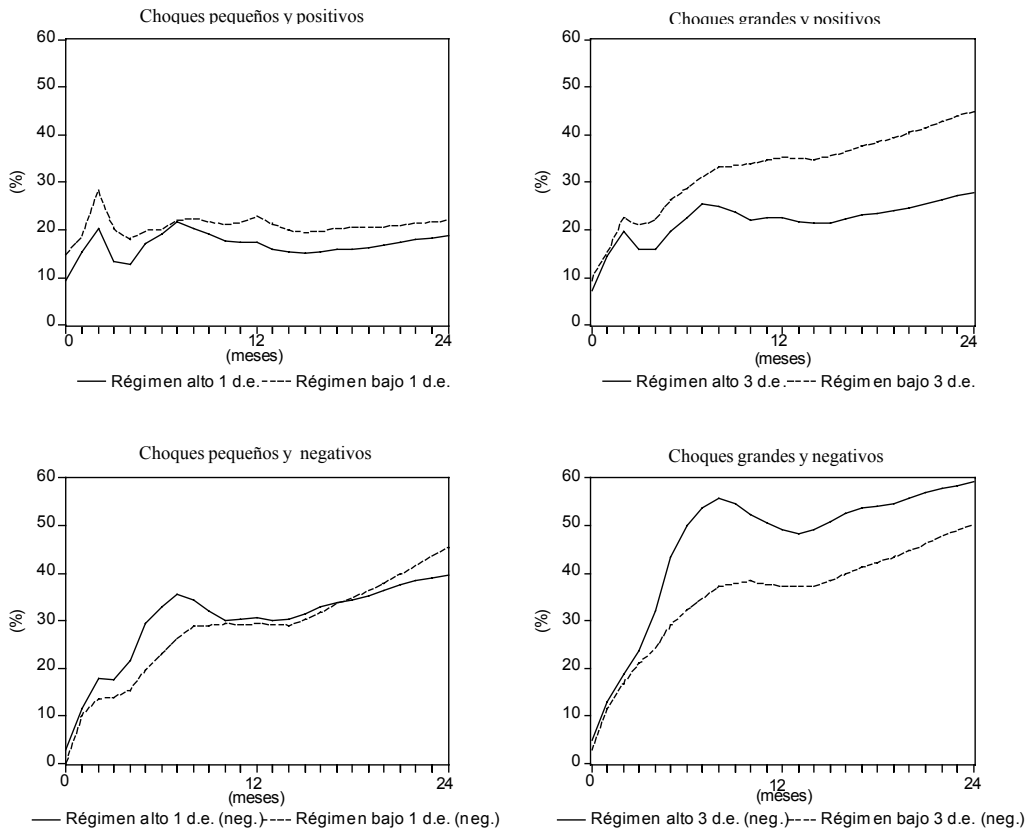 Choques pequeños y positivos
60
50
40
30
20
10
0
(%)
0
12
24
(meses)
Régimen alto 1 d.e.
Régimen bajo 1 d.e.
Choques grandes y positivos
60
50
40
30
20
10
0
(%)
0
12
24
(meses)
Régimen alto 3 d.e.
Régimen bajo 3 d.e.
Choques pequeños y negativos
60
50
40
30
20
10
0
(%)
0
12
24
(meses)
Régimen alto 1 d.e. (neg.)
Régimen bajo 1 d.e. (neg.)
Choques grandes y negativos
60
50
40
30
20
10
0
(%)
0
12
24
(meses)
Régimen alto 3 d.e. (neg.)
Régimen bajo 3 d.e. (neg.)